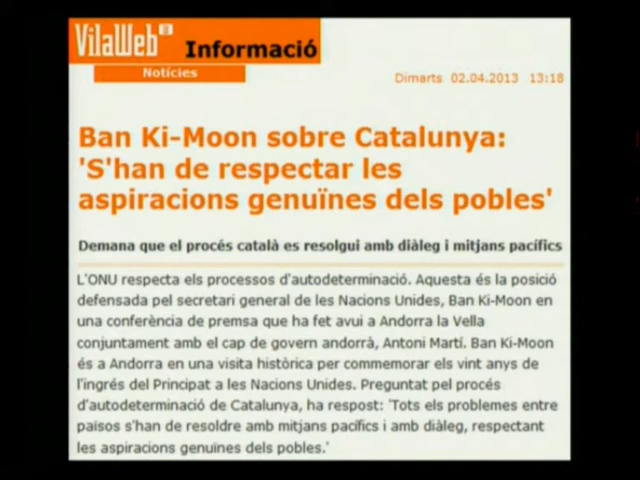 VilaWeb
Informació
Notícies
Dimarts 02.04.2013 13:18
Ban Ki-Moon sobre Catalunya:
'S'han de respectar les
aspiracions genuïnes dels pobles'
Demana que el procés català es resolgui amb diàleg i mitjans pacífics
L'ONU respecta els processos d'autodeterminació. Aquesta és la posició
defensada pel secretari general de les Nacions Unides, Ban Ki-Moon en
una conferència de premsa que ha fet avui a Andorra la Vella
conjuntament amb el cap de govern andorrà, Antoni Martí. Ban Ki-Moon
és a Andorra en una visita històrica per commemorar els vint anys de
l'ingrés del Principat a les Nacions Unides. Preguntat pel procés
d'autodeterminació de Catalunya, ha respost: 'Tots els problemes entre
països s'han de resoldre amb mitjans pacífics i amb diàleg, respectant
les aspiracions genuïnes dels pobles.'